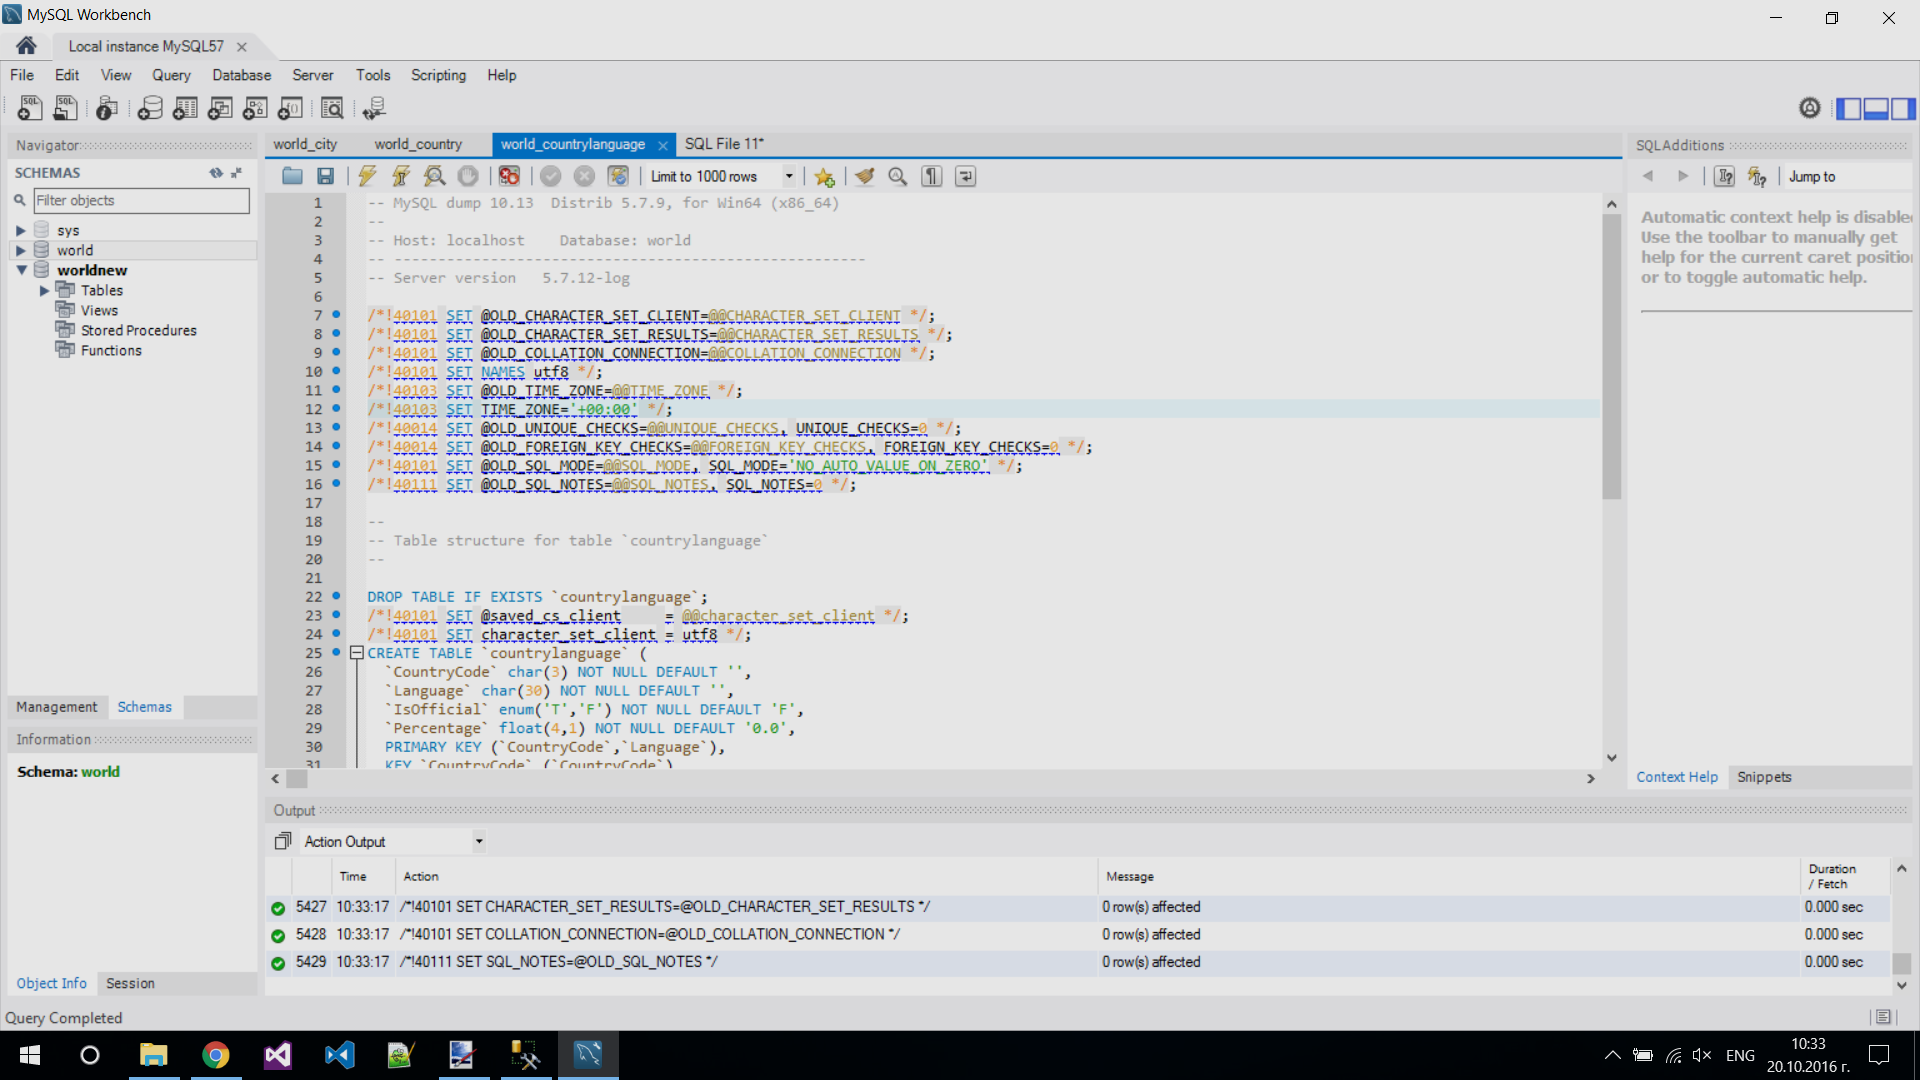 MySQL Workbench
Local instance MySQL57
File Edit View Query Database Server Tools Scripting Help
Navigator
SCHEMAS
Filter objects
sys
world
worldnew
Tables
Views
Stored Procedures
Functions
Management Schemas
Information
Schema: world
Object Info Session
Query Completed
world_city world_country world_countrylanguage SQL File 11*
Limit to 1000 rows
1 -- MySQL dump 10.13  Distrib 5.7.9, for Win64 (x86_64)
2 --
3 -- Host: localhost    Database: world
4 -- ------------------------------------------------------
5 -- Server version   5.7.12-log
6
7 /*!40101 SET @OLD_CHARACTER_SET_CLIENT=@@CHARACTER_SET_CLIENT */;
8 /*!40101 SET @OLD_CHARACTER_SET_RESULTS=@@CHARACTER_SET_RESULTS */;
9 /*!40101 SET @OLD_COLLATION_CONNECTION=@@COLLATION_CONNECTION */;
10 /*!40101 SET NAMES utf8 */;
11 /*!40103 SET @OLD_TIME_ZONE=@@TIME_ZONE */;
12 /*!40103 SET TIME_ZONE='+00:00' */;
13 /*!40014 SET @OLD_UNIQUE_CHECKS=@@UNIQUE_CHECKS, UNIQUE_CHECKS=0 */;
14 /*!40014 SET @OLD_FOREIGN_KEY_CHECKS=@@FOREIGN_KEY_CHECKS, FOREIGN_KEY_CHECKS=0 */;
15 /*!40101 SET @OLD_SQL_MODE=@@SQL_MODE, SQL_MODE='NO_AUTO_VALUE_ON_ZERO' */;
16 /*!40111 SET @OLD_SQL_NOTES=@@SQL_NOTES, SQL_NOTES=0 */;
17
18 --
19 -- Table structure for table `countrylanguage`
20 --
21
22 DROP TABLE IF EXISTS `countrylanguage`;
23 /*!40101 SET @saved_cs_client     = @@character_set_client */;
24 /*!40101 SET character_set_client = utf8 */;
25 CREATE TABLE `countrylanguage` (
26 `CountryCode` char(3) NOT NULL DEFAULT '',
27 `Language` char(30) NOT NULL DEFAULT '',
28 `IsOfficial` enum('T','F') NOT NULL DEFAULT 'F',
29 `Percentage` float(4,1) NOT NULL DEFAULT '0.0',
30 PRIMARY KEY (`CountryCode`,`Language`),
31 KEY `CountryCode` (`CountryCode`)
SQLAdditions
Jump to
Automatic context help is disable
Use the toolbar to manually get
help for the current caret positio
or to toggle automatic help.
Context Help Snippets
Output
Action Output
Time Action Message Duration / Fetch
5427 10:33:17 /*!40101 SET CHARACTER_SET_RESULTS=@OLD_CHARACTER_SET_RESULTS */ 0 row(s) affected 0.000 sec
5428 10:33:17 /*!40101 SET COLLATION_CONNECTION=@OLD_COLLATION_CONNECTION */ 0 row(s) affected 0.000 sec
5429 10:33:17 /*!40111 SET SQL_NOTES=@OLD_SQL_NOTES */ 0 row(s) affected 0.000 sec
ENG
10:33
20.10.2016 г.